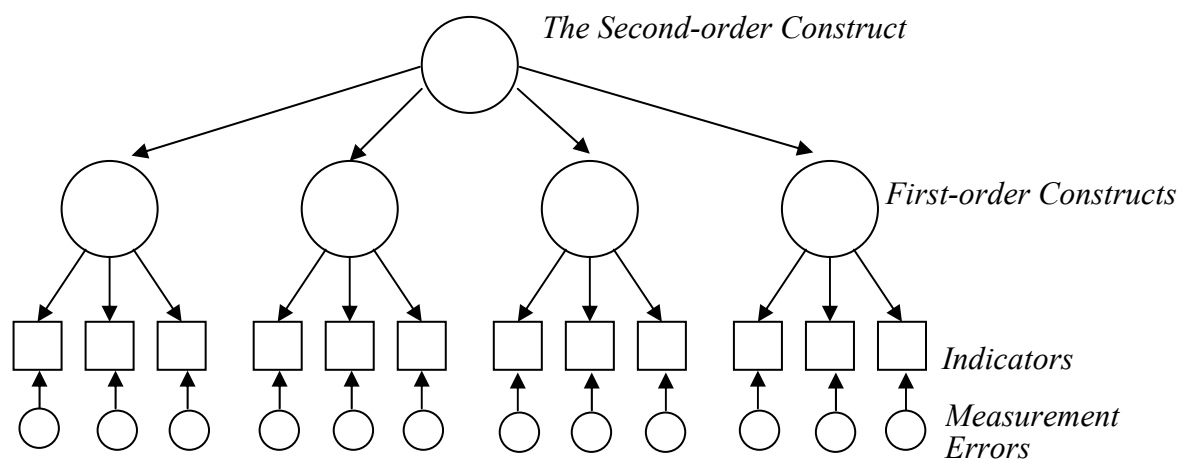 The Second-order Construct
First-order Constructs
Indicators
Measurement
Errors